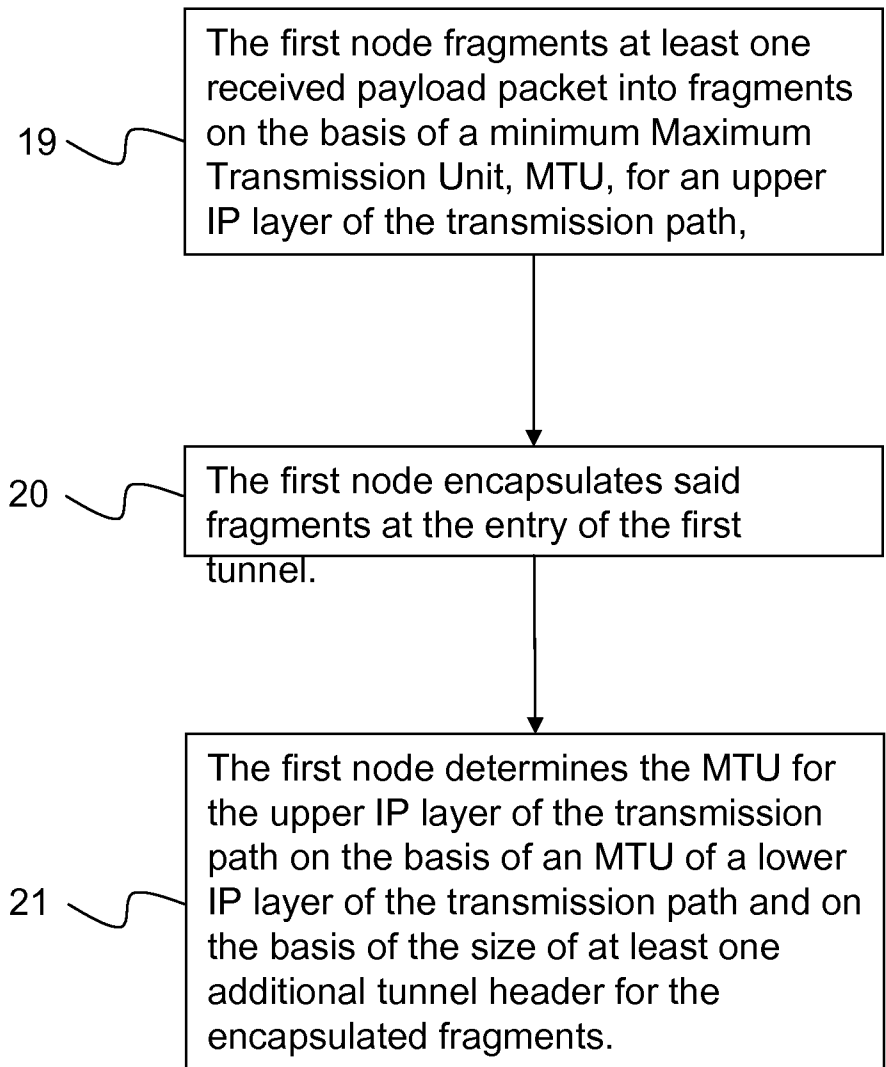 The first node fragments at least one
received payload packet into fragments
19
on the basis of a minimum Maximum
Transmission Unit, MTU, for an upper
IP layer of the transmission path,
20
The first node encapsulates said
fragments at the entry of the first
tunnel.
The first node determines the MTU for
the upper IP layer of the transmission
path on the basis of an MTU of a lower
21
IP layer of the transmission path and on
the basis of the size of at least one
additional tunnel header for the
encapsulated fragments.